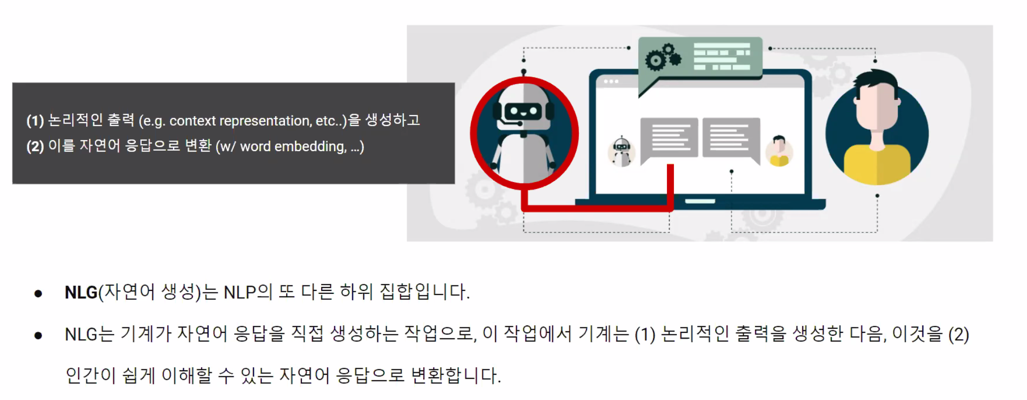 (1) 논리적인 출력 (e.g. context representation, etc..)을 생성하고
(2) 이를 자연어 응답으로 변환 (w/ word embedding, …)
● NLG(자연어 생성)는 NLP의 또 다른 하위 집합입니다.
● NLG는 기계가 자연어 응답을 직접 생성하는 작업으로, 이 작업에서 기계는 (1) 논리적인 출력을 생성한 다음, 이것을 (2)
인간이 쉽게 이해할 수 있는 자연어 응답으로 변환합니다.